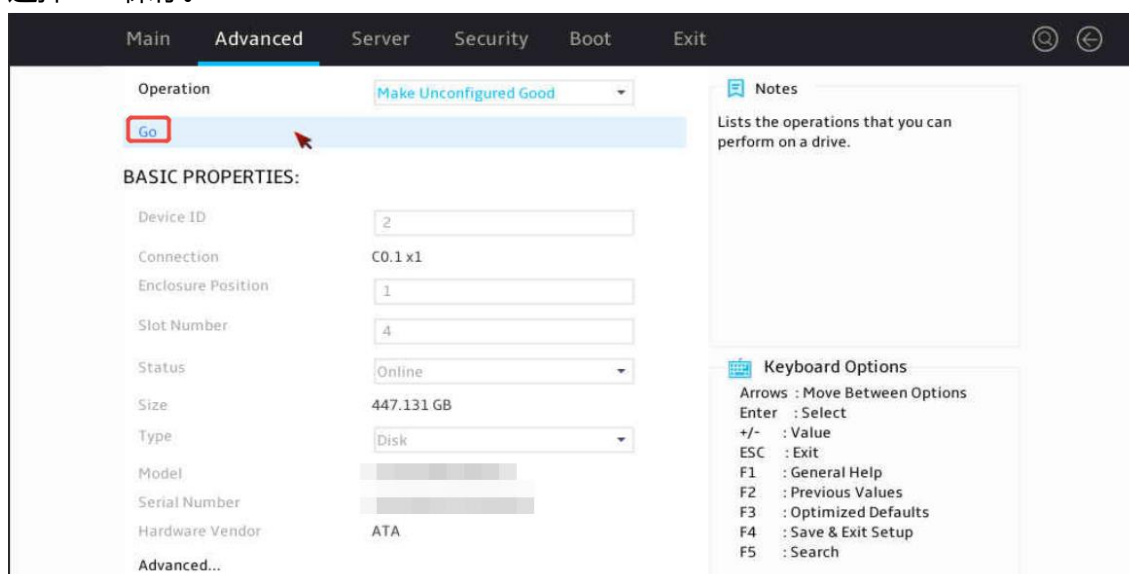 Main Advanced Server Security Boot Exit
Operation Make Unconfigured Good
Go
BASIC PROPERTIES:
Device ID 2
Connection C0.1 x1
Enclosure Position 1
Slot Number 4
Status Online
Size 447.131 GB
Type Disk
Model
Serial Number
Hardware Vendor ATA
Advanced...
Notes
Lists the operations that you can
perform on a drive.
Keyboard Options
Arrows : Move Between Options
Enter : Select
+/- : Value
ESC : Exit
F1 : General Help
F2 : Previous Values
F3 : Optimized Defaults
F4 : Save & Exit Setup
F5 : Search